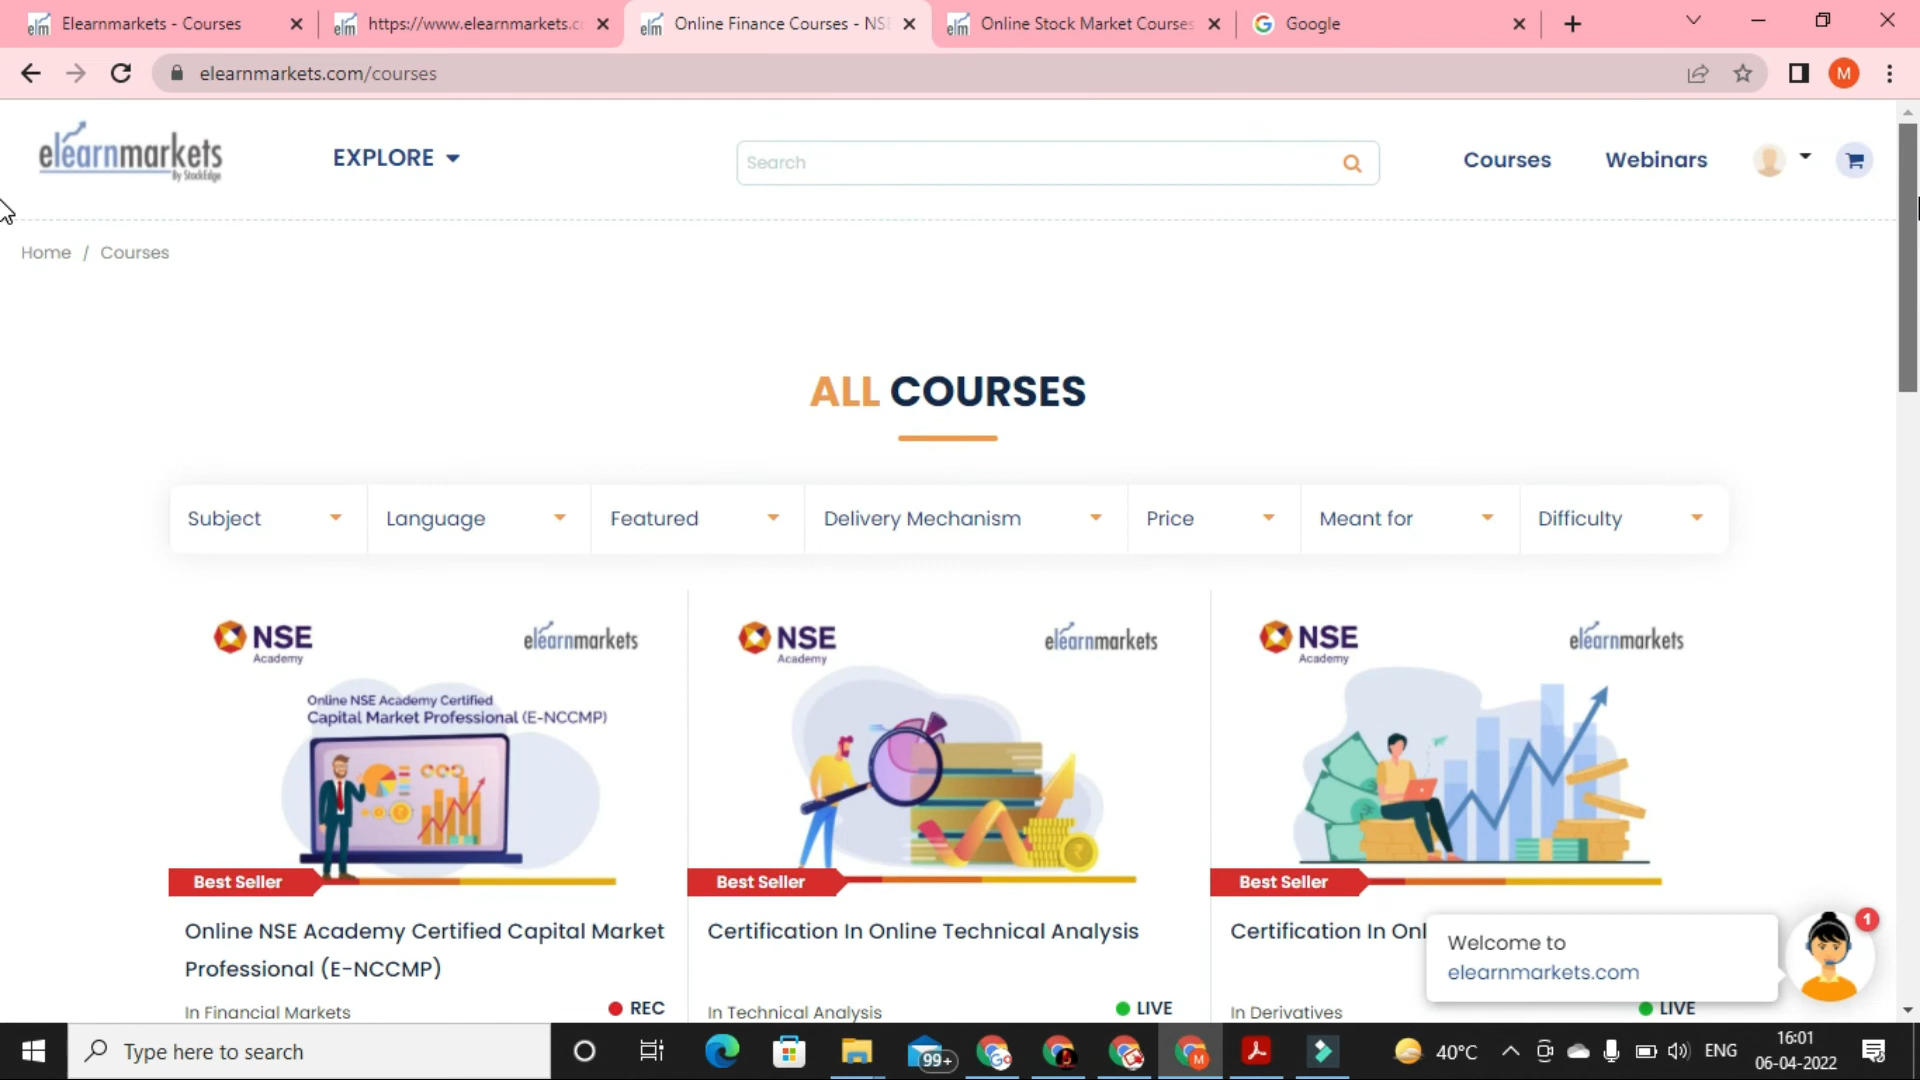 Elearnmarkets - Courses
https://www.elearnmarkets.c
Online Finance Courses - NSE
Online Stock Market Courses
Google
elearnmarkets.com/courses
M
elearnmarkets
By StockEdge
EXPLORE
Search
Courses
Webinars
Home / Courses
ALL COURSES
Subject
Language
Featured
Delivery Mechanism
Price
Meant for
Difficulty
NSE
Academy
elearnmarkets
Online NSE Academy Certified
Capital Market Professional (E-NCCMP)
Best Seller
Online NSE Academy Certified Capital Market
Professional (E-NCCMP)
In Financial Markets
REC
NSE
Academy
elearnmarkets
Best Seller
Certification In Online Technical Analysis
In Technical Analysis
LIVE
NSE
Academy
elearnmarkets
Best Seller
Certification In Onl
In Derivatives
LIVE
Welcome to
elearnmarkets.com
1
Type here to search
99+
40°C
ENG
16:01
06-04-2022